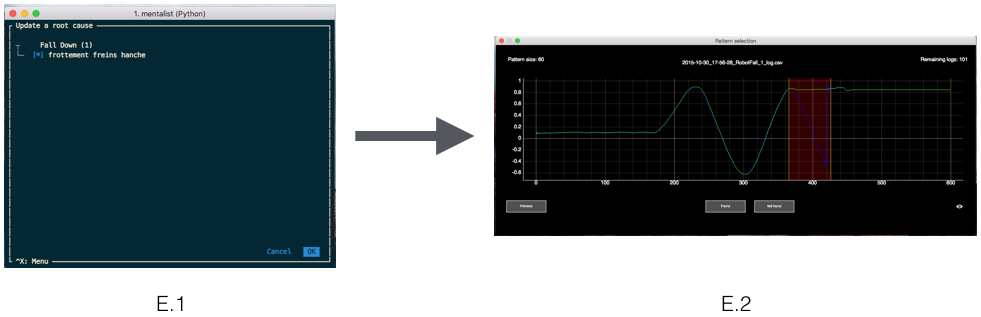 1. mentalist (Python)
Update a root cause
Fall Down (1)
[*] frottement freins hanche
Cancel OK
^X: Menu
E.1
Pattern selection
Pattern size: 60
2015-10-30_17-56-28_RobotFall_1_log.csv
Remaining logs: 101
1
0.8
0.6
0.4
0.2
0
-0.2
-0.4
-0.6
0 100 200 300 400 500 600
Previous
Found
Not found
E.2